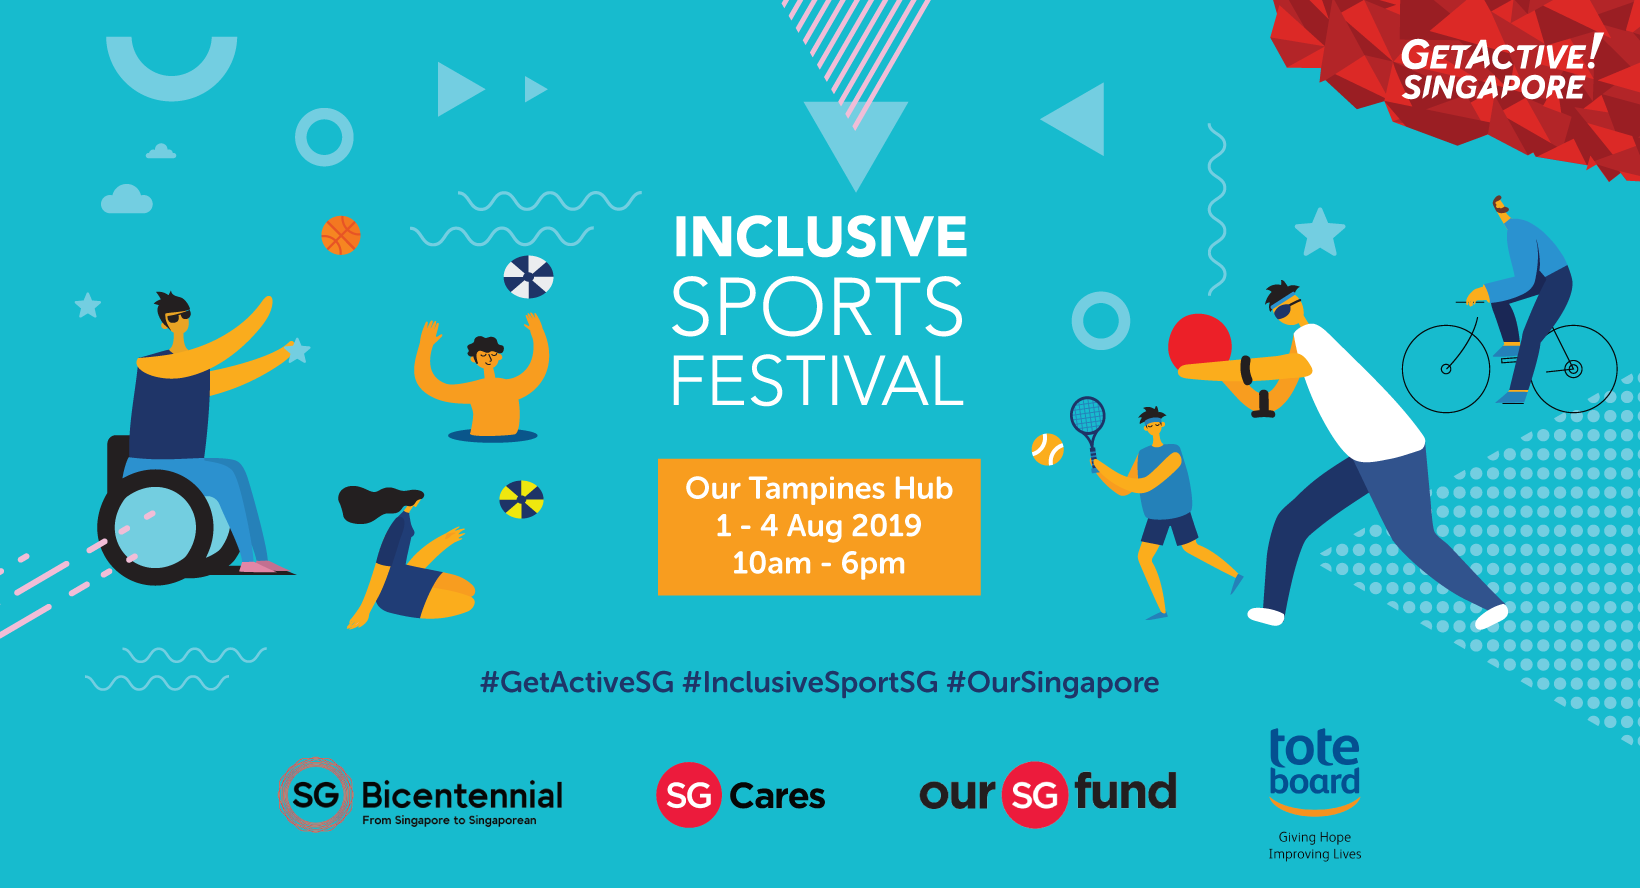 GETACTIVE!
SINGAPORE
INCLUSIVE
SPORTS
FESTIVAL
Our Tampines Hub
1 - 4 Aug 2019
10am - 6pm
#GetActiveSG #InclusiveSportSG #OurSingapore
SG Bicentennial
From Singapore to Singaporean
SG Cares
our SG fund
tote
board
Giving Hope
Improving Lives